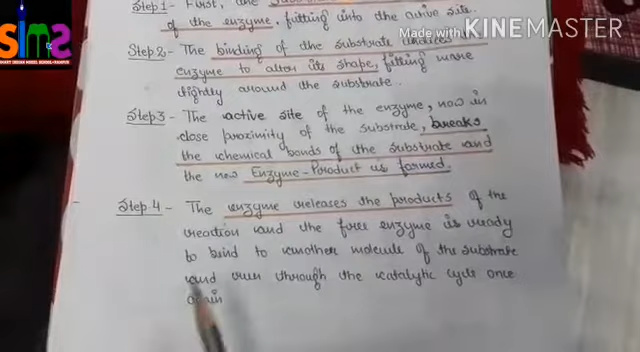 Step 1 - First, the
of the enzyme, fitting into the active site.
Made with KINEMASTER
sims
Step 2 - The binding of the substrate induces
enzyme to alter its shape, fitting more
tightly around the substrate.
Step 3 - The active site of the enzyme, now in
close proximity of the substrate, breaks
the chemical bonds of the substrate and
the new Enzyme-Product is formed.
Step 4 - The enzyme releases the products of the
reaction and the free enzyme is ready
to bind to another molecule of the substrate
and run through the catalytic cycle once
again